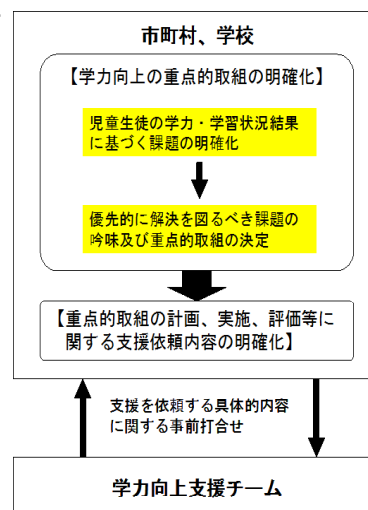 市町村、学校
【学力向上の重点的取組の明確化】
児童生徒の学力・学習状況結果
に基づく課題の明確化
優先的に解決を図るべき課題の
吟味及び重点的取組の決定
【重点的取組の計画、実施、評価等に
関する支援依頼内容の明確化】
支援を依頼する具体的内容
に関する事前打合せ
学力向上支援チーム